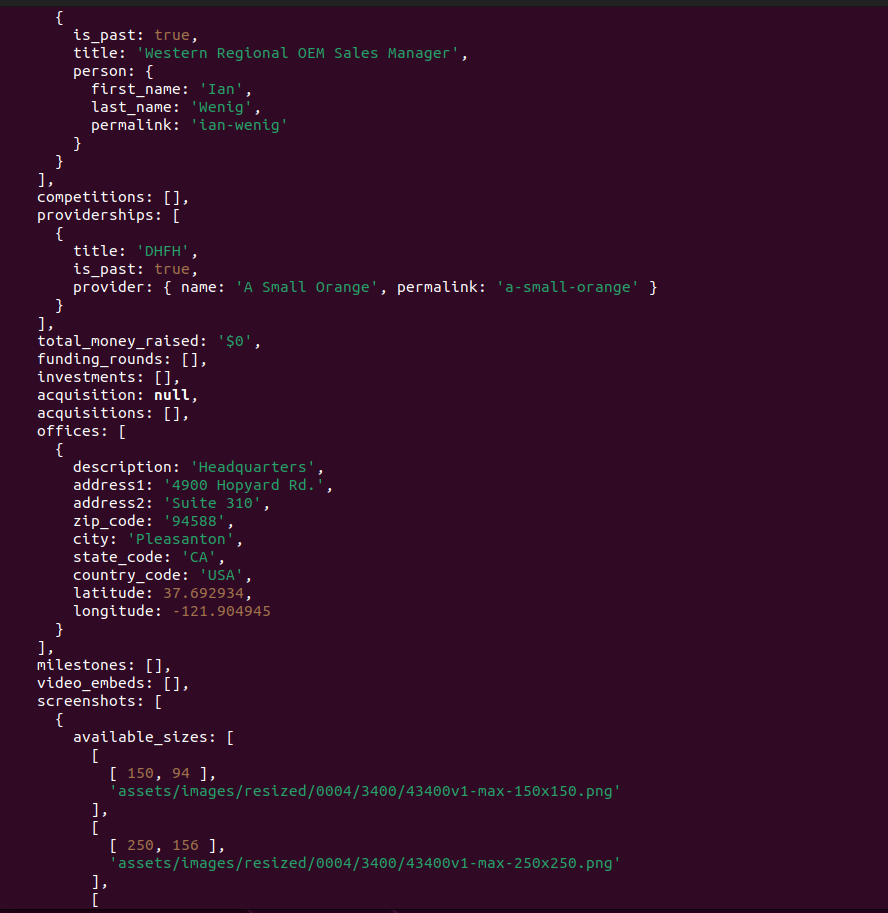 {
is_past: true,
title: 'Western Regional OEM Sales Manager',
person: {
first_name: 'Ian',
last_name: 'Wenig',
permalink: 'ian-wenig'
}
}
],
competitions: [],
providerships: [
{
title: 'DHFH',
is_past: true,
provider: { name: 'A Small Orange', permalink: 'a-small-orange' }
}
],
total_money_raised: '$0',
funding_rounds: [],
investments: [],
acquisition: null,
acquisitions: [],
offices: [
{
description: 'Headquarters',
address1: '4900 Hopyard Rd.',
address2: 'Suite 310',
zip_code: '94588',
city: 'Pleasanton',
state_code: 'CA',
country_code: 'USA',
latitude: 37.692934,
longitude: -121.904945
}
],
milestones: [],
video_embeds: [],
screenshots: [
{
available_sizes: [
[
[ 150, 94 ],
'assets/images/resized/0004/3400/43400v1-max-150x150.png'
],
[
[ 250, 156 ],
'assets/images/resized/0004/3400/43400v1-max-250x250.png'
],
[